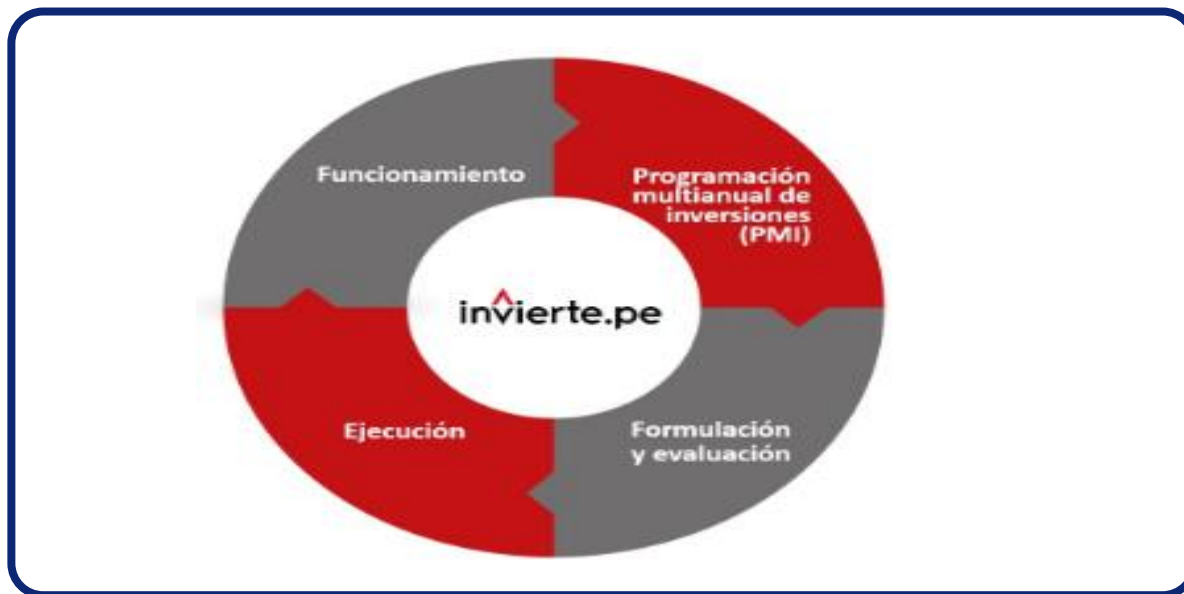 Funcionamiento
Programación
multianual de
inversiones
(PMI)
invierte.pe
Ejecución
Formulación
y evaluación